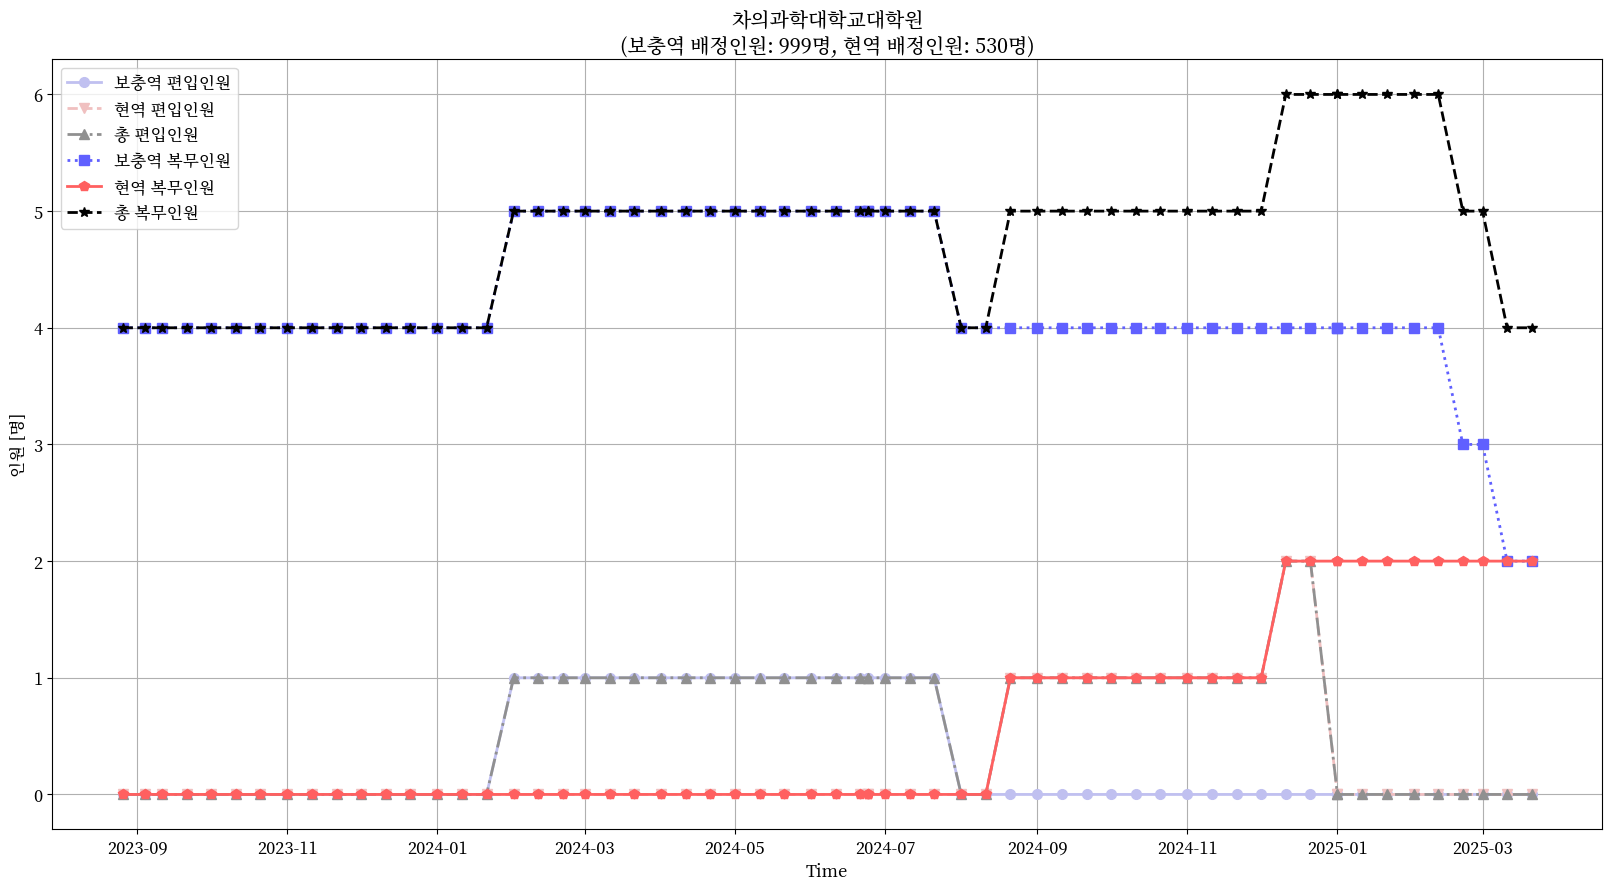 차의과학대학교대학원
(보충역 배정인원: 999명, 현역 배정인원: 530명)
보충역 편입인원
현역 편입인원
총 편입인원
보충역 복무인원
현역 복무인원
총 복무인원
인원 [명]
6
5
4
3
2
1
0
2023-09 2023-11 2024-01 2024-03 2024-05 2024-07 2024-09 2024-11 2025-01 2025-03
Time